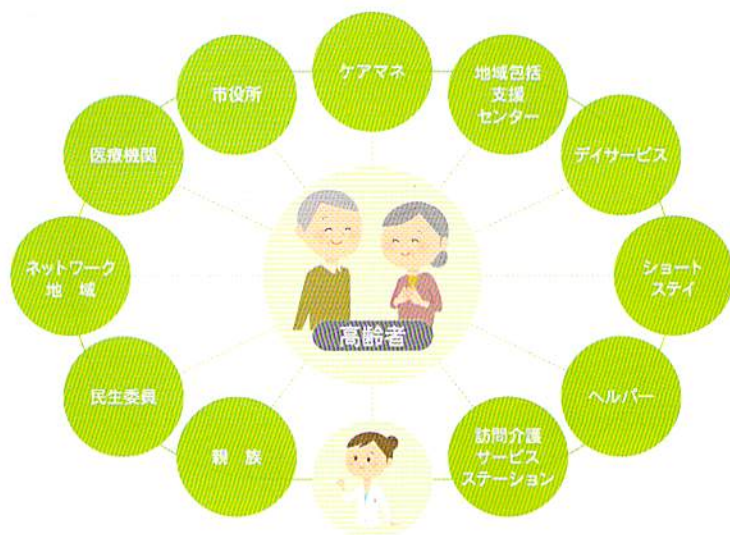 ケアマネ
地域包括
支援
センター
デイサービス
ショート
ステイ
ヘルパー
訪問介護
サービス
ステーション
親 族
民生委員
ネットワーク
地 域
医療機関
市役所
高齢者